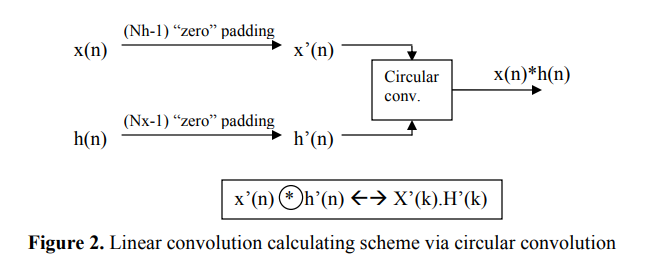 (Nh-1) “zero” padding
x(n)
x’(n)
Circular
conv.
x(n)*h(n)
(Nx-1) “zero” padding
h(n)
h’(n)
x’(n) ⊛ h’(n) ←→ X’(k).H’(k)
Figure 2. Linear convolution calculating scheme via circular convolution